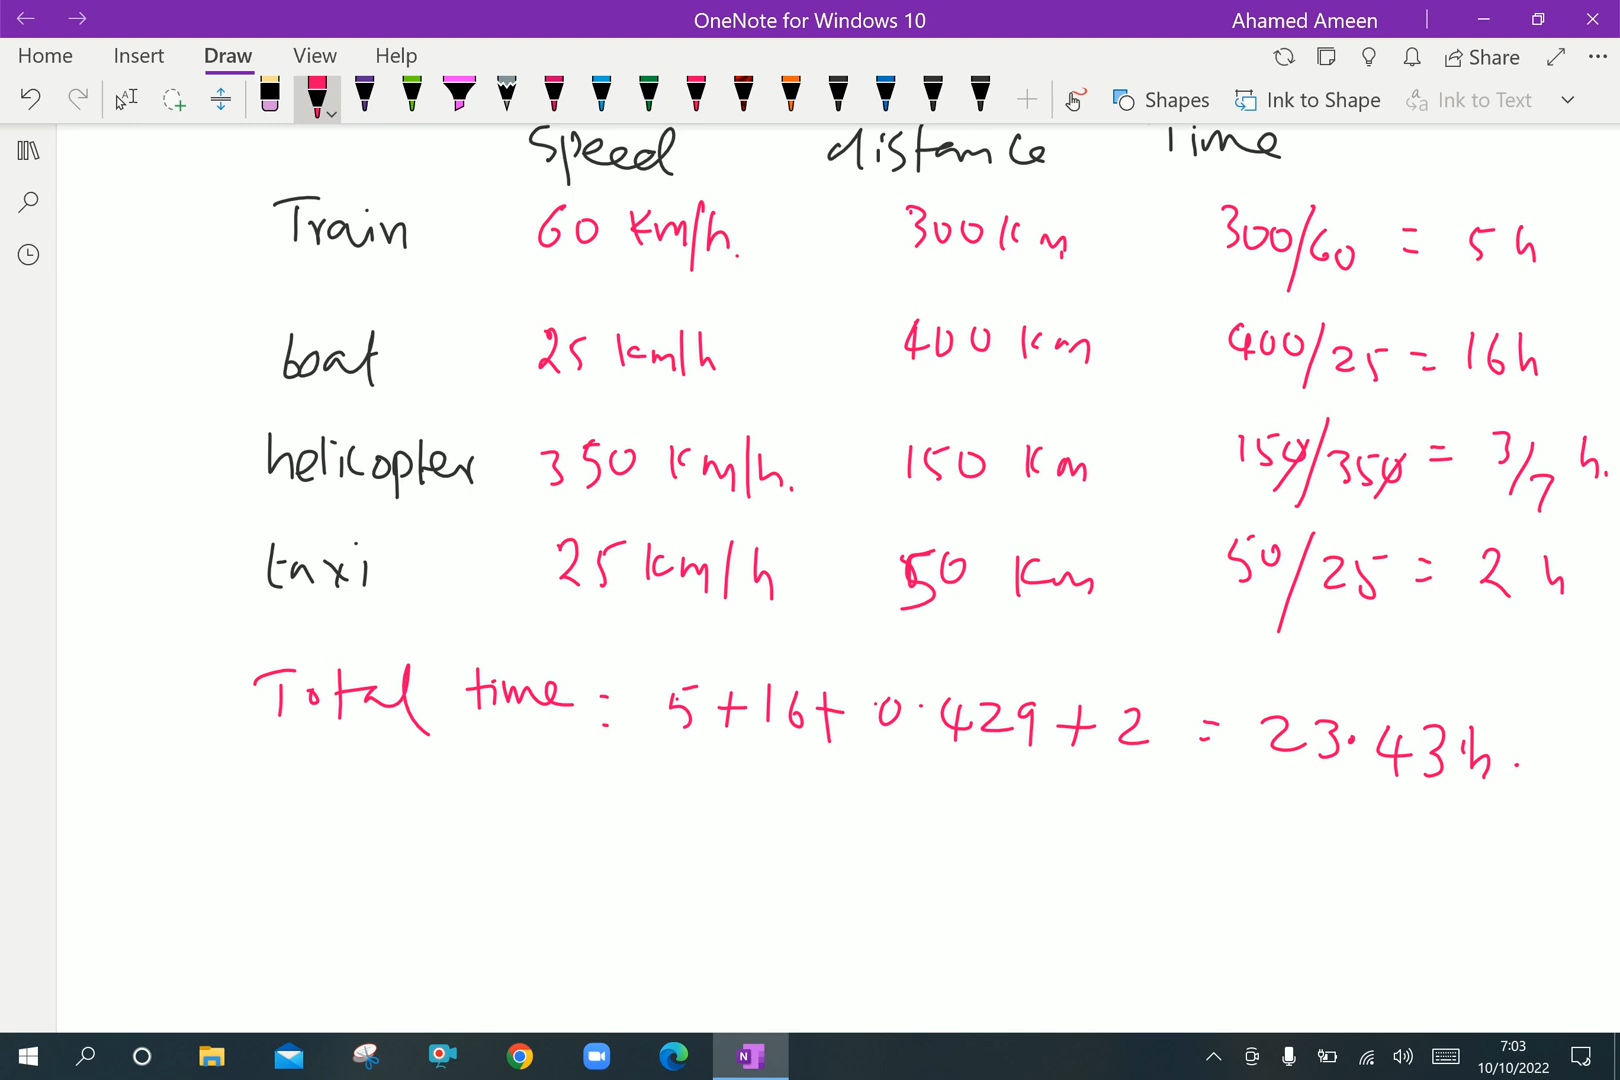 OneNote for Windows 10 Ahamed Ameen
Home Insert Draw View Help Share
Shapes Ink to Shape Ink to Text
Speed distance Time
Train 60 Km/h. 300 Km 300/60 = 5 h
boat 25 km/h 400 km 400/25 = 16 h
helicopter 350 Km/h. 150 Km 150/350 = 3/7 h.
taxi 25 km/h 50 Km 50/25 = 2 h
Total time = 5 + 16 + 0.429 + 2 = 23.43 h.
7:03
10/10/2022